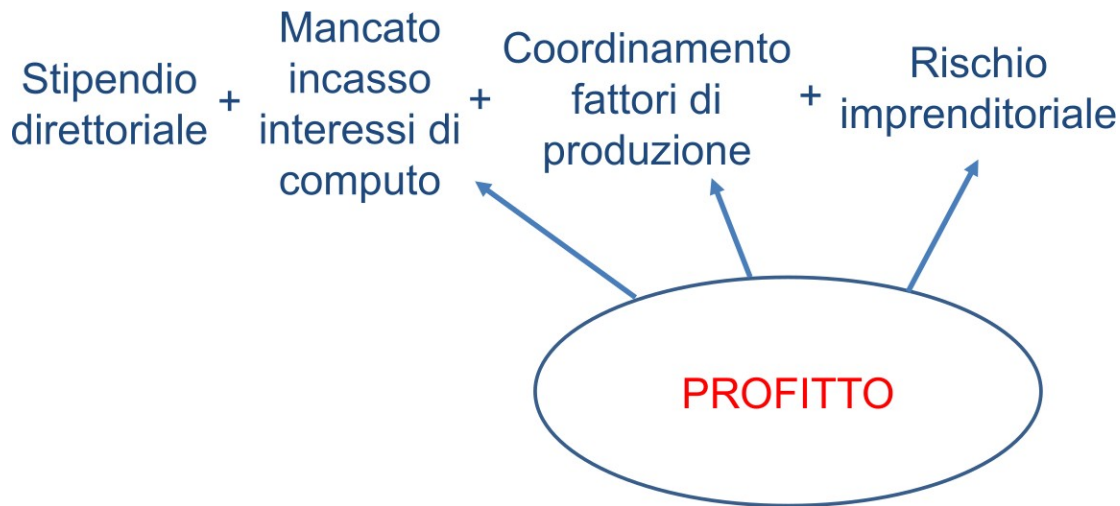 Stipendio
direttoriale
+
Mancato
incasso
interessi di
computo
+
Coordinamento
fattori di
produzione
+
Rischio
imprenditoriale
PROFITTO